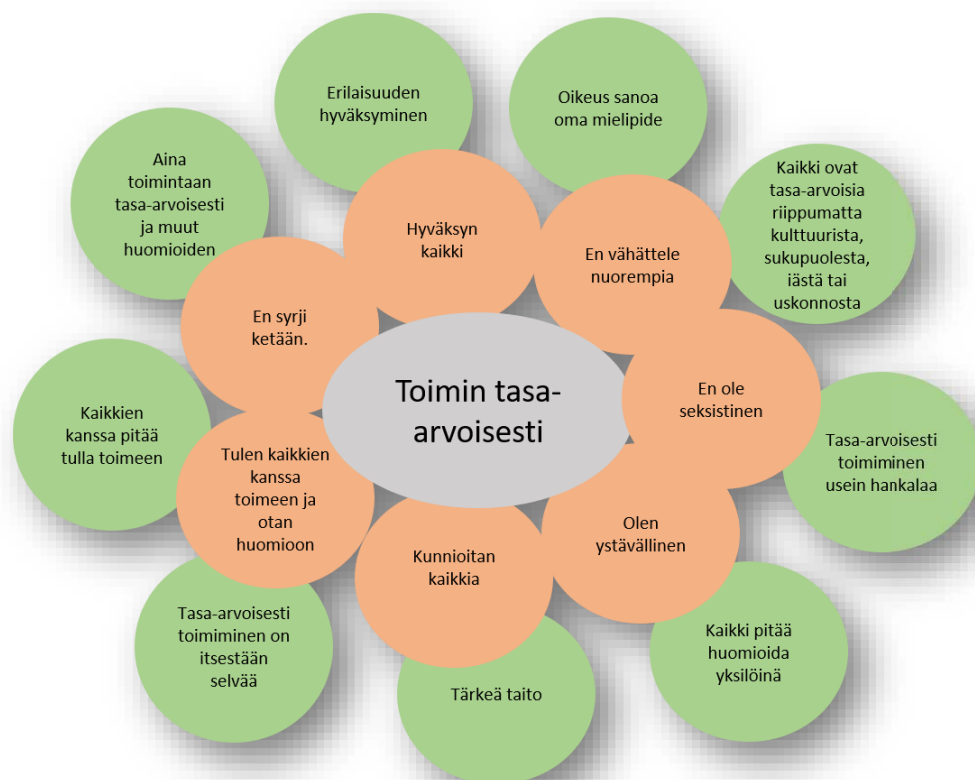 Erilaisuuden
hyväksyminen
Oikeus sanoa
oma mielipide
Aina
toimintaan
tasa-arvoisesti
ja muut
huomioiden
Kaikki ovat
tasa-arvoisia
riippumatta
kulttuurista,
sukupuolesta,
iästä tai
uskonnosta
Hyväksyn
kaikki
En vähättele
nuorempia
En syrji
ketään.
Toimin tasa-
arvoisesti
En ole
seksistinen
Kaikkien
kanssa pitää
tulla toimeen
Tulen kaikkien
kanssa
toimeen ja
otan
huomioon
Tasa-arvoisesti
toimiminen
usein hankalaa
Olen
ystävällinen
Kunnioitan
kaikkia
Tasa-arvoisesti
toimiminen on
itsestään
selvää
Kaikki pitää
huomioida
yksilöinä
Tärkeä taito